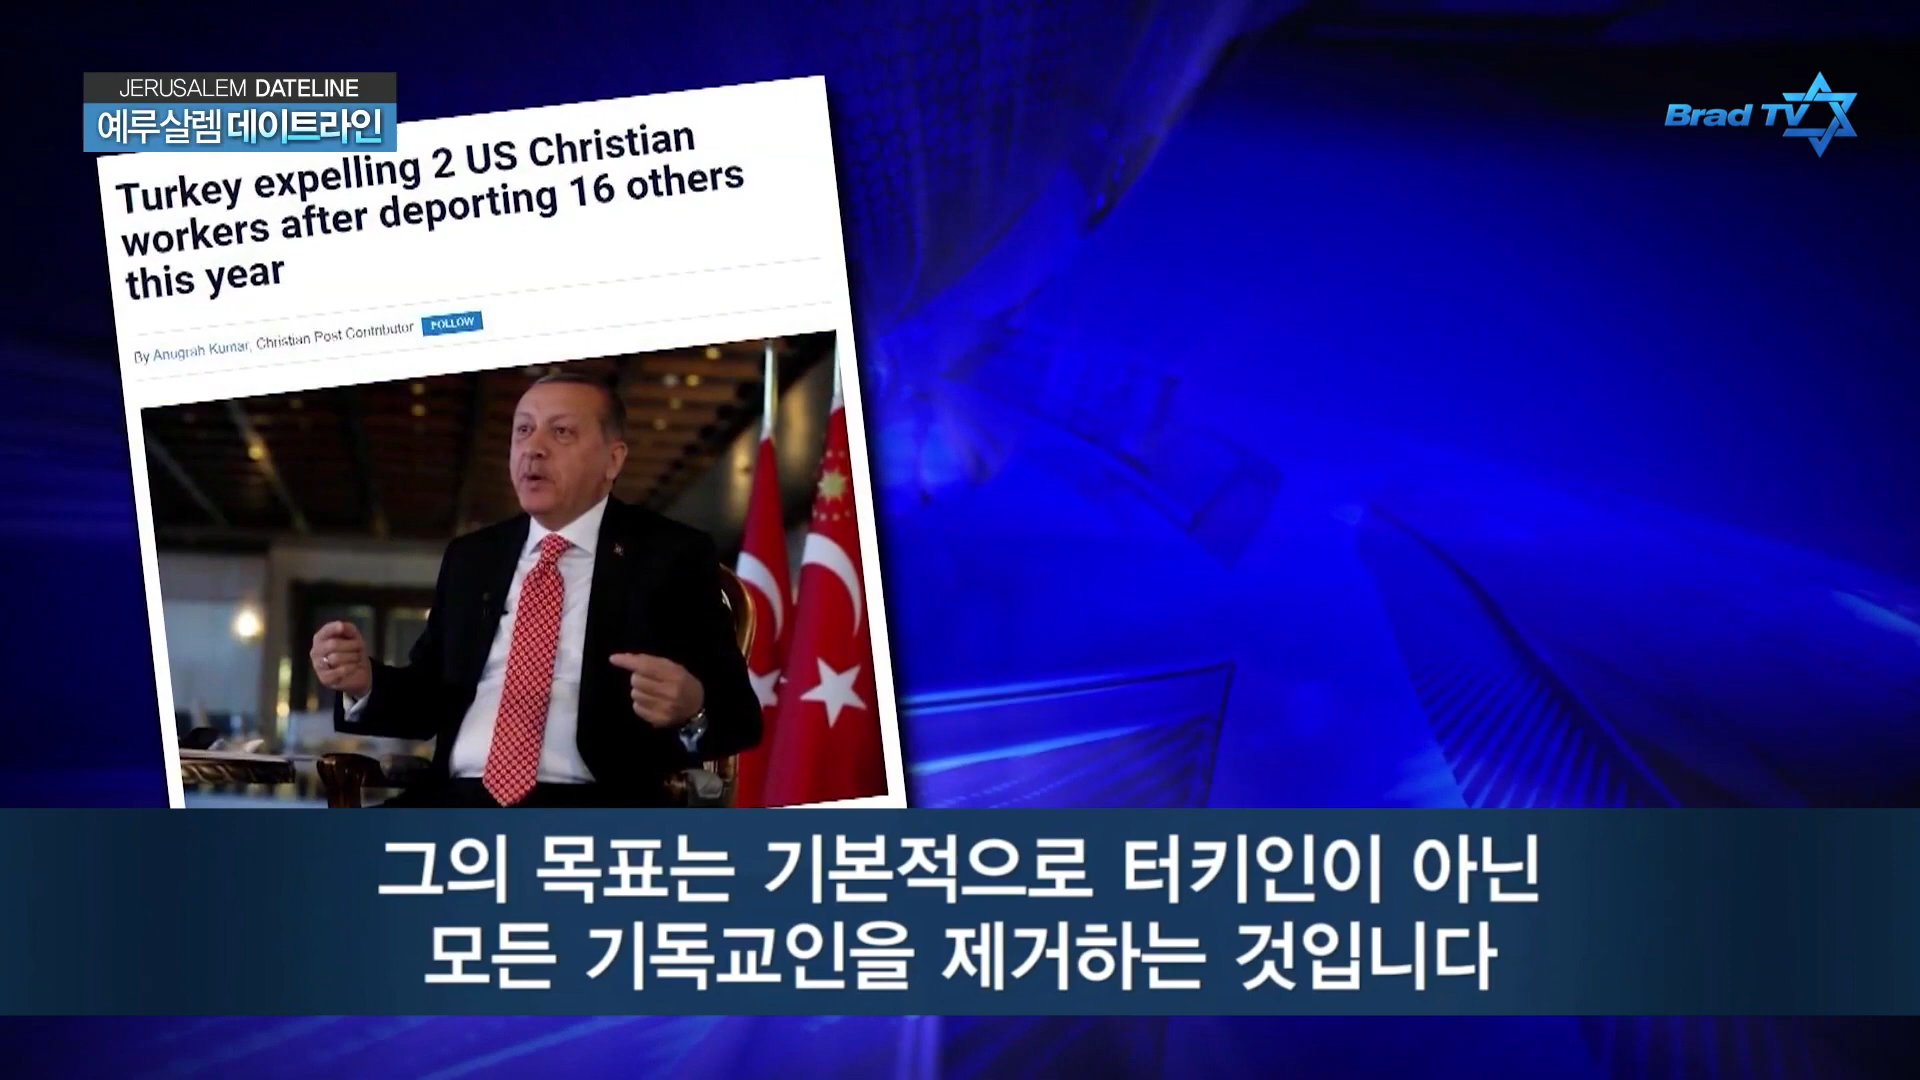 JERUSALEM DATELINE
예루살렘 데이트라인
Brad TV
Turkey expelling 2 US Christian
workers after deporting 16 others
this year
By Anugrah Kumar, Christian Post Contributor FOLLOW
그의 목표는 기본적으로 터키인이 아닌
모든 기독교인을 제거하는 것입니다